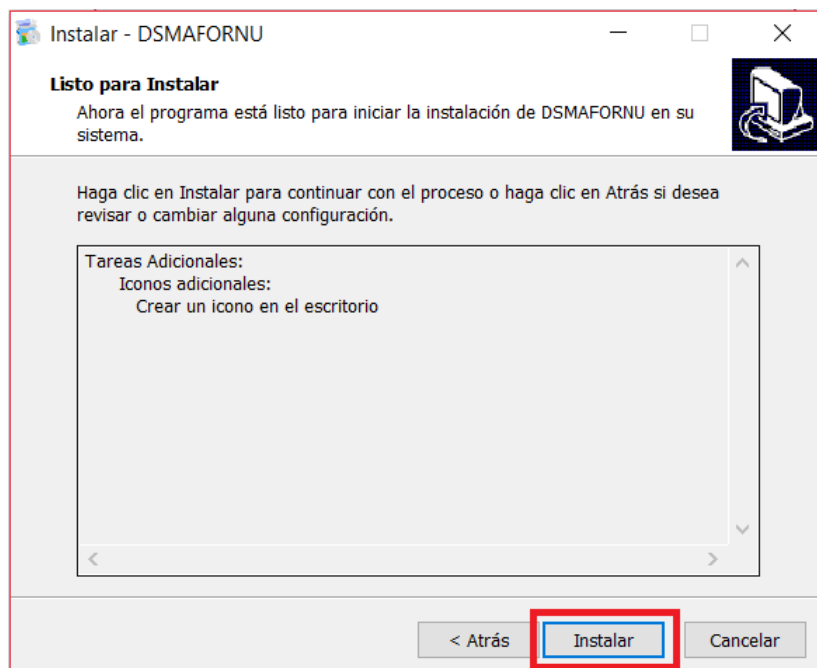 Instalar - DSMAFORNU
Listo para Instalar
Ahora el programa está listo para iniciar la instalación de DSMAFORNU en su
sistema.
Haga clic en Instalar para continuar con el proceso o haga clic en Atrás si desea
revisar o cambiar alguna configuración.
Tareas Adicionales:
Iconos adicionales:
Crear un icono en el escritorio
< Atrás
Instalar
Cancelar